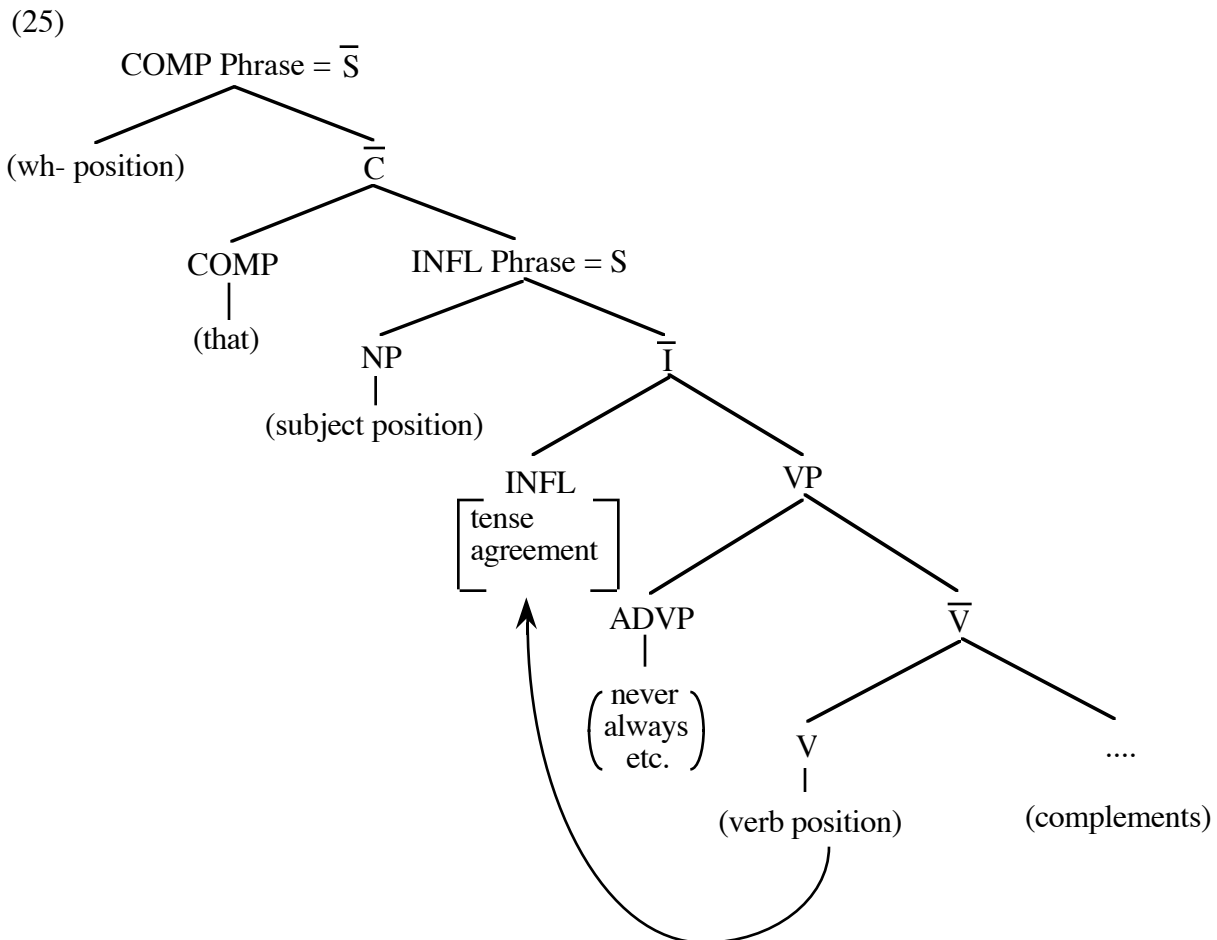 (25)
COMP Phrase = S̅
(wh- position)
C̅
COMP
INFL Phrase = S
(that)
NP
I̅
(subject position)
INFL
VP
tense
agreement
ADVP
V̅
never
always
etc.
V
....
(verb position)
(complements)